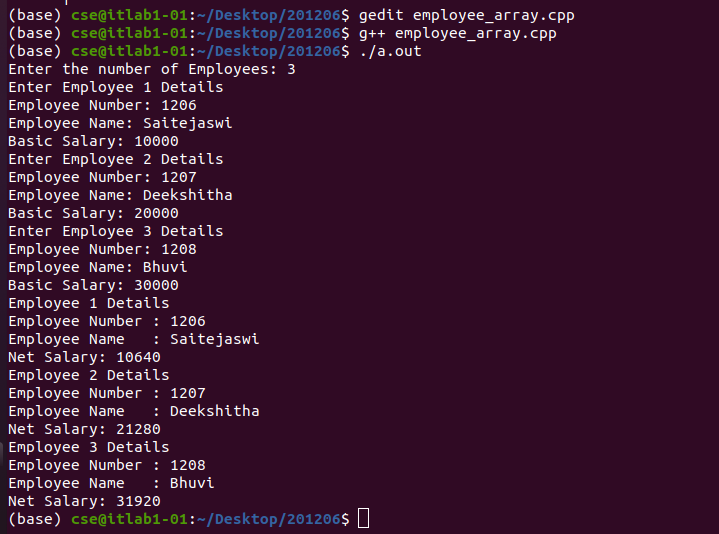 (base) cse@itlab1-01:~/Desktop/201206$ gedit employee_array.cpp
(base) cse@itlab1-01:~/Desktop/201206$ g++ employee_array.cpp
(base) cse@itlab1-01:~/Desktop/201206$ ./a.out
Enter the number of Employees: 3
Enter Employee 1 Details
Employee Number: 1206
Employee Name: Saitejaswi
Basic Salary: 10000
Enter Employee 2 Details
Employee Number: 1207
Employee Name: Deekshitha
Basic Salary: 20000
Enter Employee 3 Details
Employee Number: 1208
Employee Name: Bhuvi
Basic Salary: 30000
Employee 1 Details
Employee Number : 1206
Employee Name   : Saitejaswi
Net Salary: 10640
Employee 2 Details
Employee Number : 1207
Employee Name   : Deekshitha
Net Salary: 21280
Employee 3 Details
Employee Number : 1208
Employee Name   : Bhuvi
Net Salary: 31920
(base) cse@itlab1-01:~/Desktop/201206$